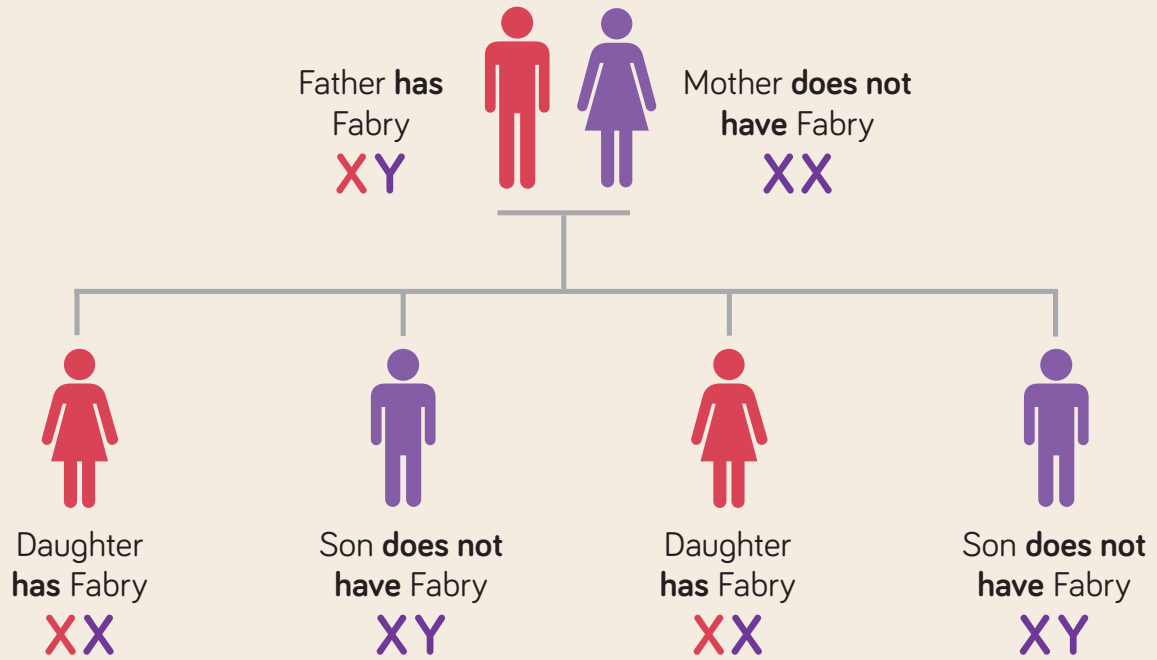 Father has
Fabry
XY
Mother does not
have Fabry
XX
Daughter
has Fabry
XX
Son does not
have Fabry
XY
Daughter
has Fabry
XX
Son does not
have Fabry
XY